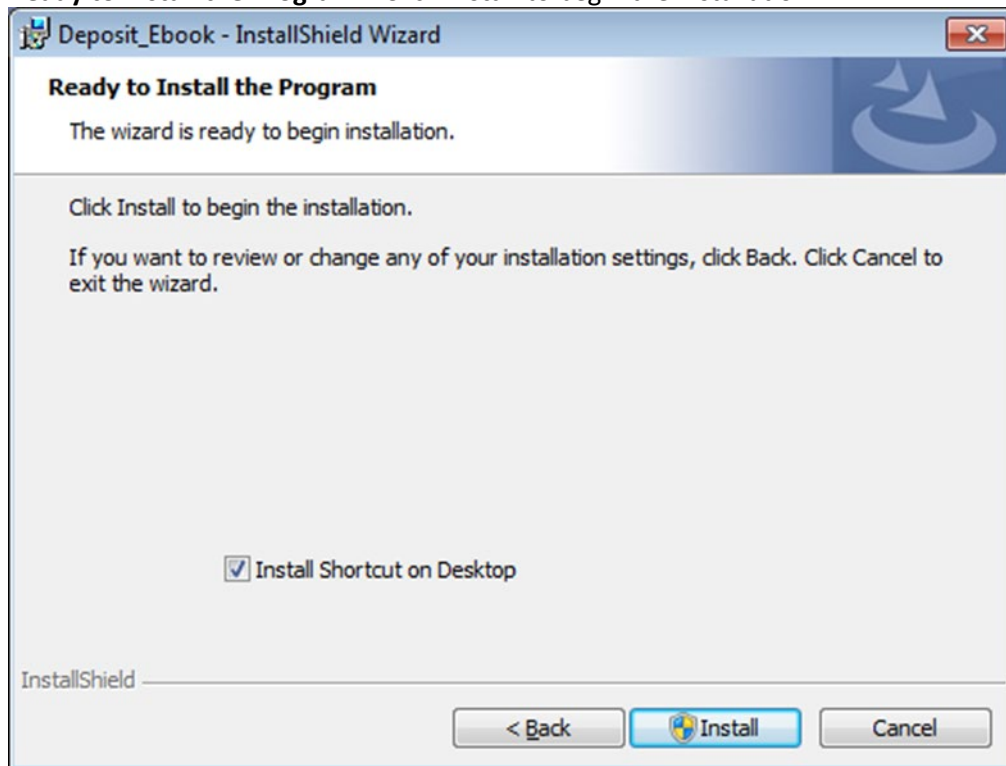 Deposit_Ebook - InstallShield Wizard
Ready to Install the Program
The wizard is ready to begin installation.
Click Install to begin the installation.
If you want to review or change any of your installation settings, click Back. Click Cancel to
exit the wizard.
Install Shortcut on Desktop
InstallShield
< Back
Install
Cancel